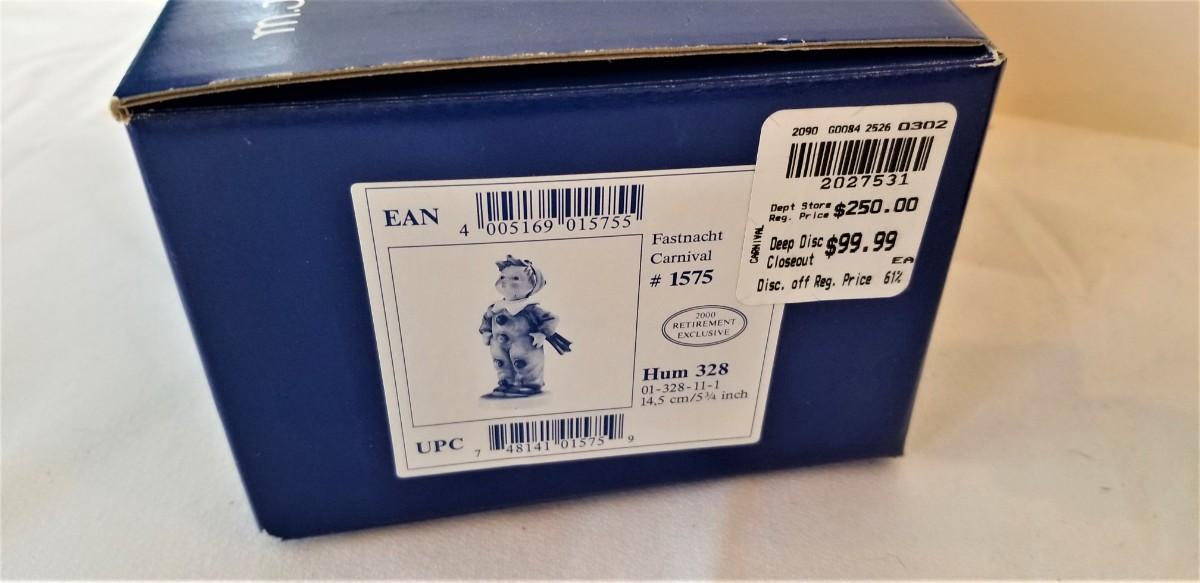 m.
EAN
4 005169 015755
Fastnacht
Carnival
# 1575
2000
RETIREMENT
EXCLUSIVE
Hum 328
01-328-11-1
14,5 cm/5¾ inch
UPC
7 48141 01575 9
2090 G0084 2526 0302
2027531
Dept Store
Reg. Price $250.00
CARNIVAL
Deep Disc
Closeout $99.99
EA
Disc. off Reg. Price 61%